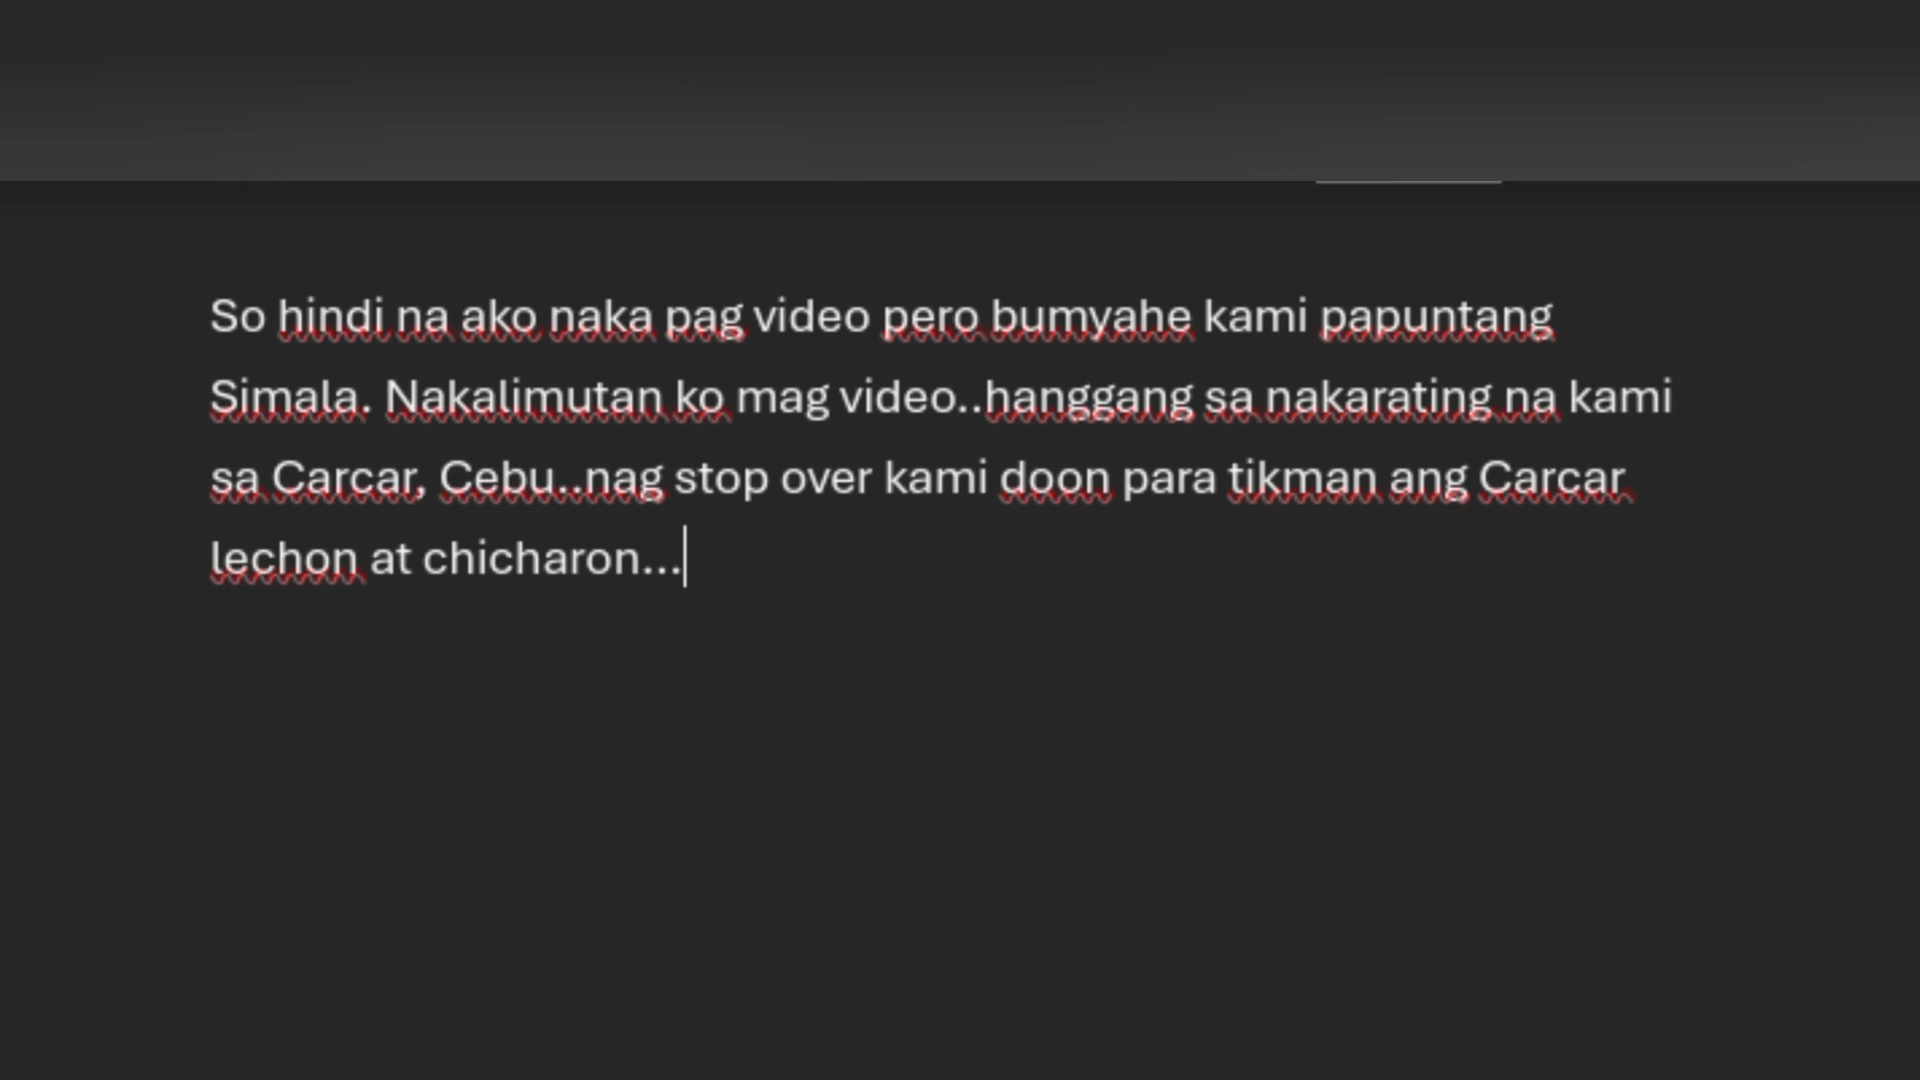 So hindi na ako naka pag video pero bumyahe kami papuntang
Simala. Nakalimutan ko mag video..hanggang sa nakarating na kami
sa Carcar, Cebu..nag stop over kami doon para tikman ang Carcar
lechon at chicharon...